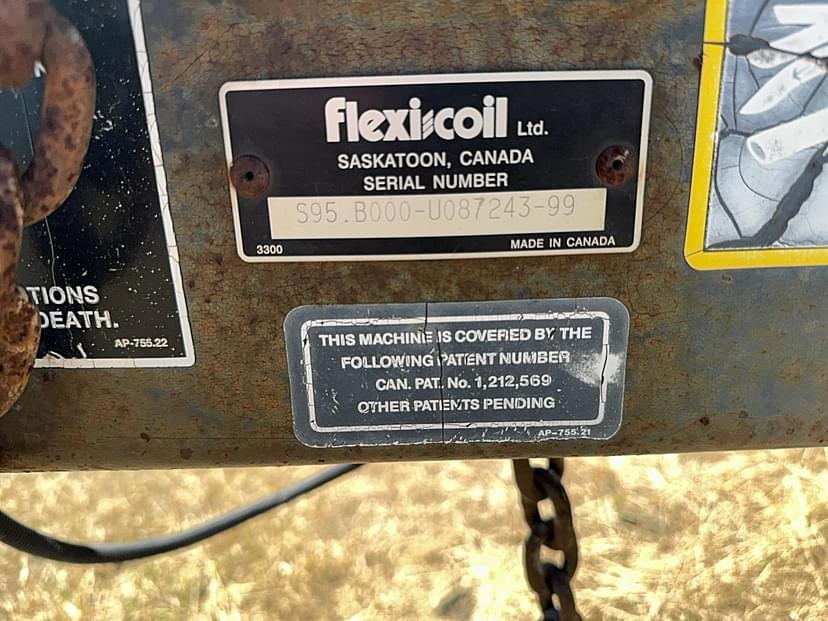 flexi-coil Ltd.
SASKATOON, CANADA
SERIAL NUMBER
S95.B000-U087243-99
3300
MADE IN CANADA
TIONS
DEATH.
AP-755.22
THIS MACHINE IS COVERED BY THE
FOLLOWING PATENT NUMBER
CAN. PAT. No. 1,212,569
OTHER PATENTS PENDING
AP-755.21